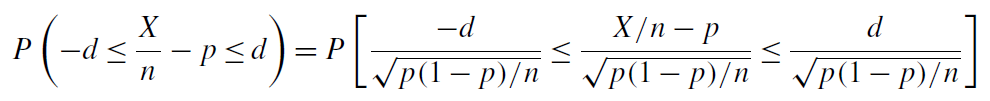 P(−d ≤ X/n − p ≤ d) = P[−d/√(p(1 − p)/n) ≤ (X/n − p)/√(p(1 − p)/n) ≤ d/√(p(1 − p)/n)]